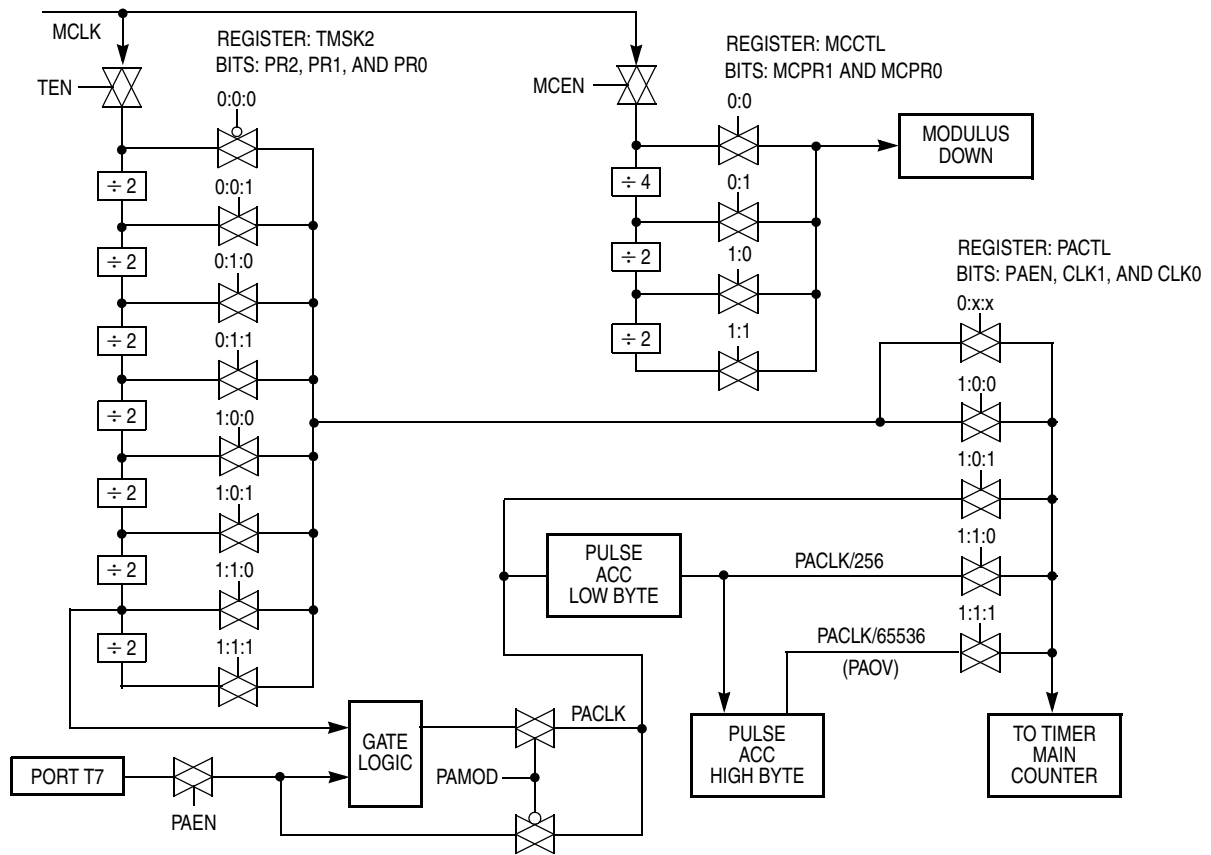 MCLK
REGISTER: TMSK2
BITS: PR2, PR1, AND PR0
TEN
0:0:0
÷ 2
0:0:1
÷ 2
0:1:0
÷ 2
0:1:1
÷ 2
1:0:0
÷ 2
1:0:1
÷ 2
1:1:0
÷ 2
1:1:1
REGISTER: MCCTL
BITS: MCPR1 AND MCPR0
MCEN
0:0
MODULUS
DOWN
÷ 4
0:1
÷ 2
1:0
÷ 2
1:1
REGISTER: PACTL
BITS: PAEN, CLK1, AND CLK0
0:x:x
1:0:0
1:0:1
PULSE
ACC
LOW BYTE
PACLK/256
1:1:0
PACLK/65536
(PAOV)
1:1:1
PORT T7
PAEN
GATE
LOGIC
PACLK
PAMOD
PULSE
ACC
HIGH BYTE
TO TIMER
MAIN
COUNTER